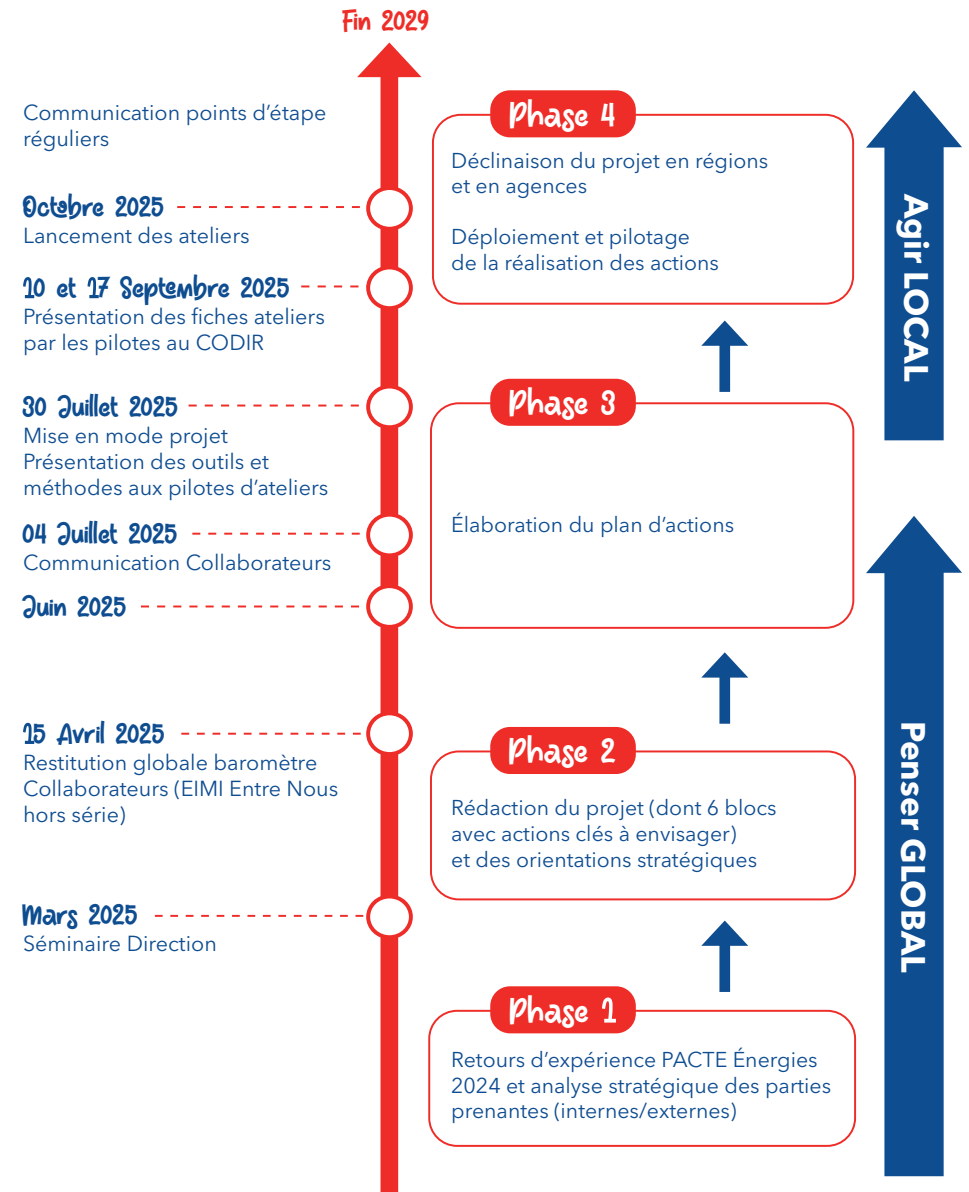 Fin 2029
Communication points d'étape
réguliers
Octobre 2025
Lancement des ateliers
10 et 17 Septembre 2025
Présentation des fiches ateliers
par les pilotes au CODIR
30 Juillet 2025
Mise en mode projet
Présentation des outils et
méthodes aux pilotes d'ateliers
04 Juillet 2025
Communication Collaborateurs
Juin 2025
15 Avril 2025
Restitution globale baromètre
Collaborateurs (EIMI Entre Nous
hors série)
Mars 2025
Séminaire Direction
Phase 4
Déclinaison du projet en régions
et en agences
Déploiement et pilotage
de la réalisation des actions
Phase 3
Élaboration du plan d'actions
Phase 2
Rédaction du projet (dont 6 blocs
avec actions clés à envisager)
et des orientations stratégiques
Phase 1
Retours d'expérience PACTE Énergies
2024 et analyse stratégique des parties
prenantes (internes/externes)
Agir LOCAL
Penser GLOBAL